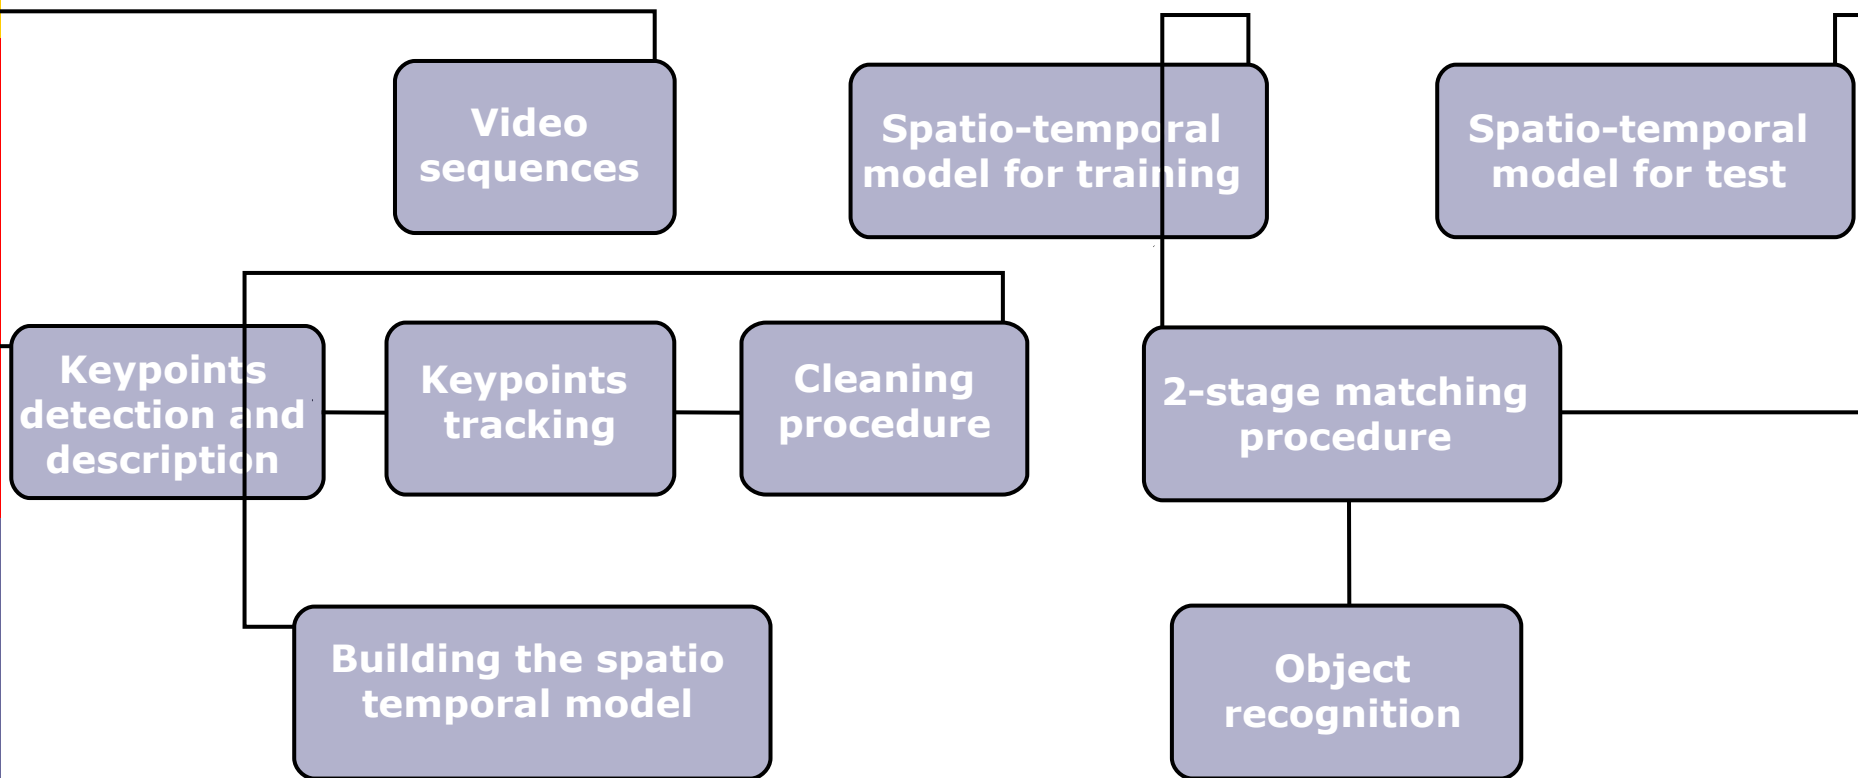 Video
sequences
Spatio-temporal
model for training
Spatio-temporal
model for test
Keypoints
detection and
description
Keypoints
tracking
Cleaning
procedure
2-stage matching
procedure
Building the spatio
temporal model
Object
recognition